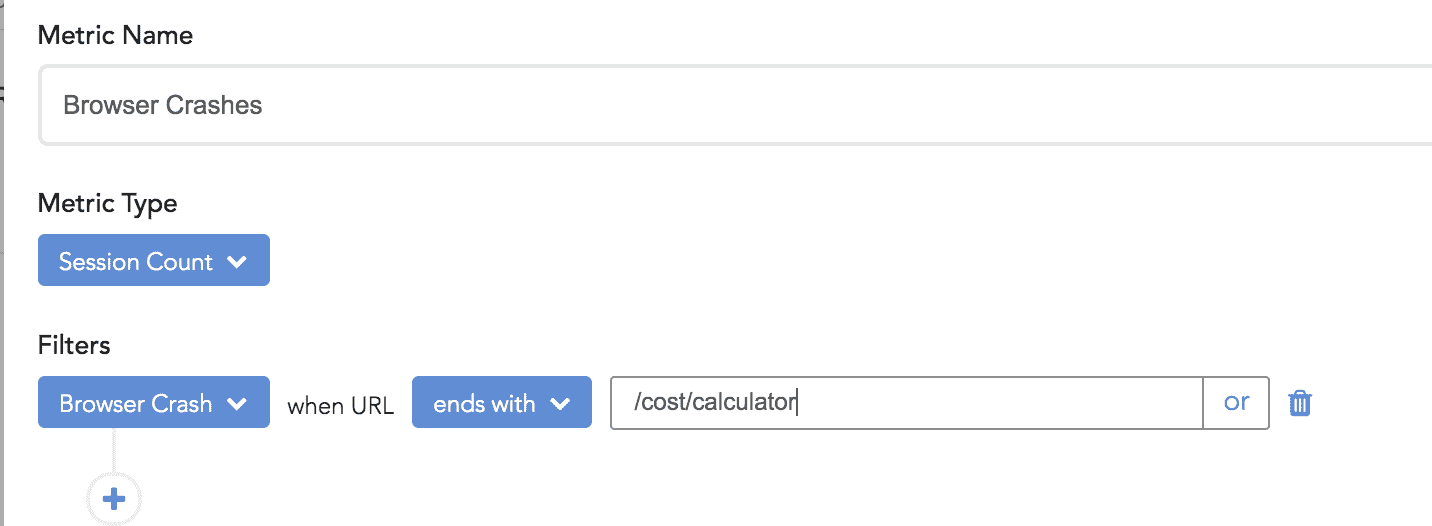 Metric Name
Browser Crashes
Metric Type
Session Count
Filters
Browser Crash when URL ends with /cost/calculator or